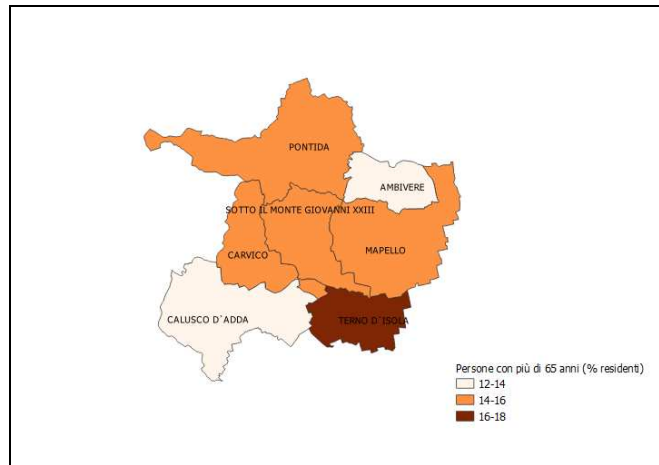 PONTIDA
AMBIVERE
SOTTO IL MONTE GIOVANNI XXIII
CARVICO
MAPELLO
CALUSCO D`ADDA
TERNO D`ISOLA
Persone con più di 65 anni (% residenti)
12-14
14-16
16-18